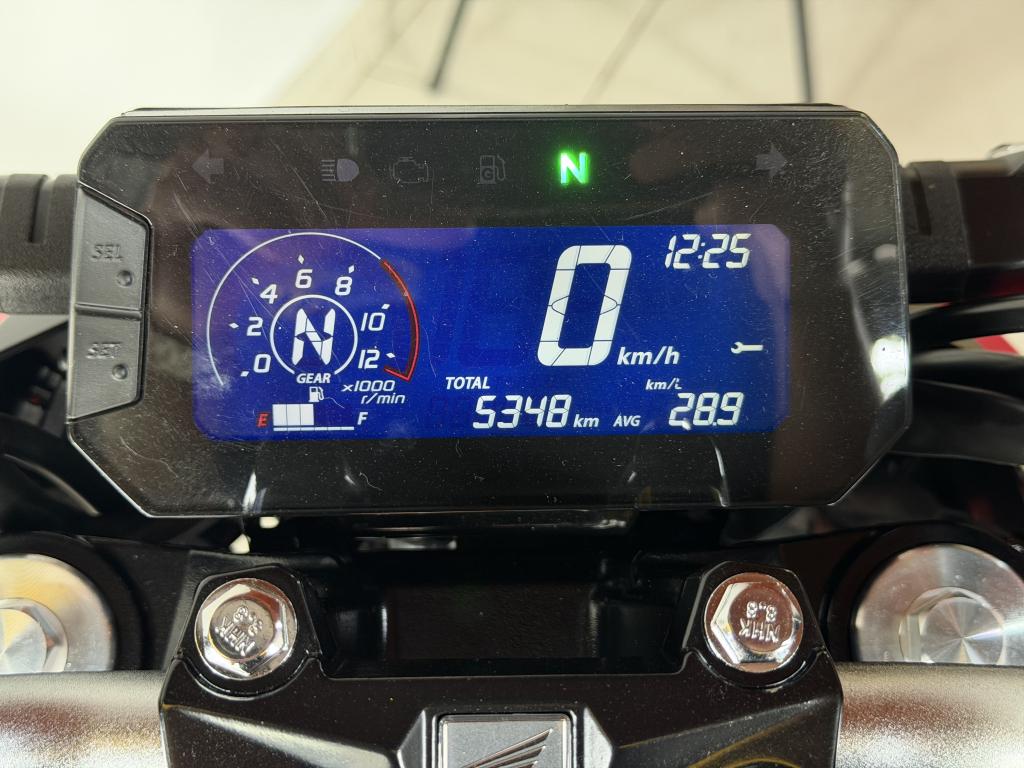 N
SEL
SET
12:25
0 km/h
0 2 4 6 8 10 12
N
GEAR
x1000
r/min
E F
TOTAL
5348 km
km/L
AVG 28.9
8.8
NHK
8.8
NHK